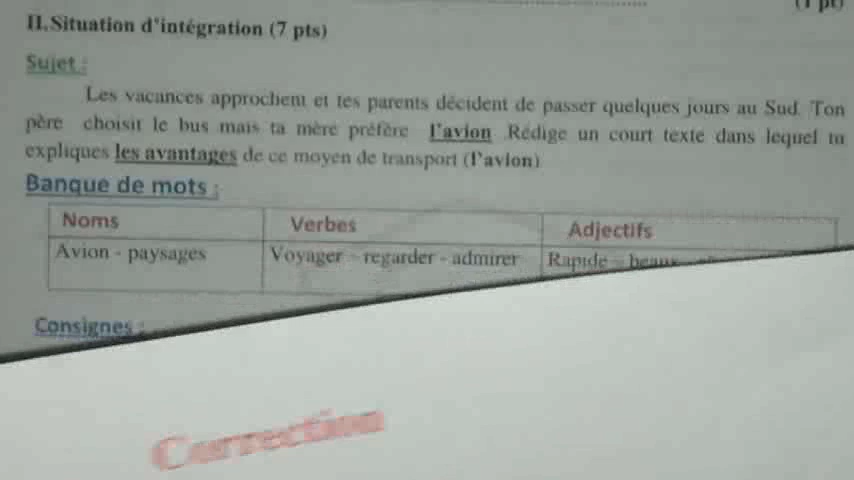 (1 pt)
II.Situation d'intégration (7 pts)
Sujet :
Les vacances approchent et tes parents décident de passer quelques jours au Sud. Ton
père choisit le bus mais ta mère préfère l'avion. Rédige un court texte dans lequel tu
expliques les avantages de ce moyen de transport (l'avion)
Banque de mots :
Noms Verbes Adjectifs
Avion - paysages Voyager - regarder - admirer Rapide - beaux -
Consignes :
Correction